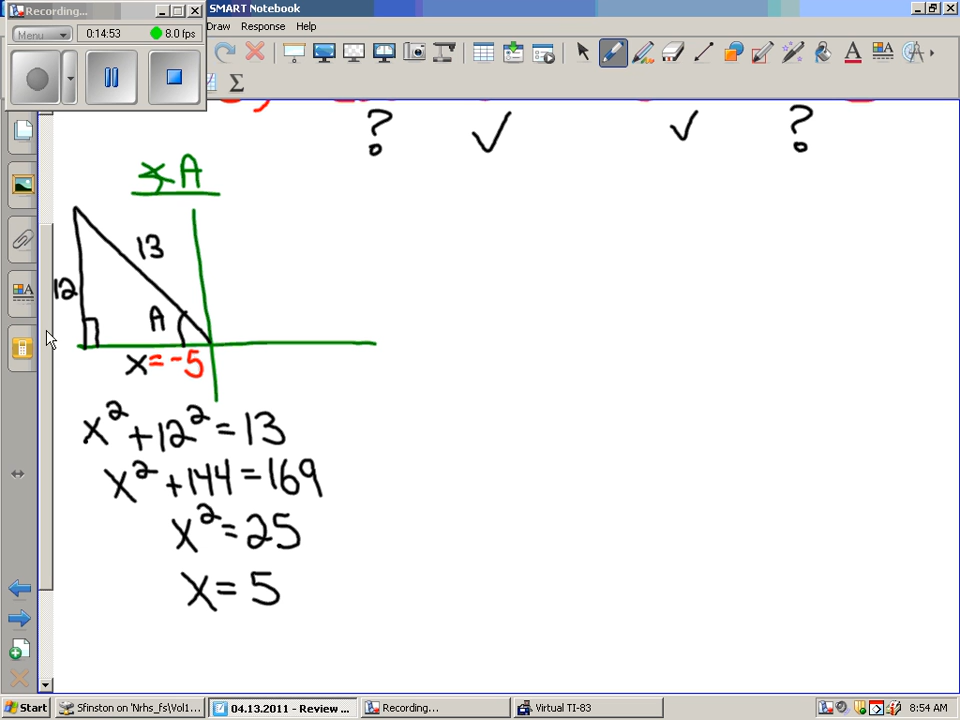 Recording...
SMART Notebook
Menu
0:14:53
8.0 fps
Draw Response Help
Σ
A
? ✓ ✓ ?
∡A
13
12
A
x = -5
x² + 12² = 13
x² + 144 = 169
x² = 25
x = 5
Start
Sfinston on 'Nrhs_fs\Vol1...
04.13.2011 - Review ...
Recording...
Virtual TI-83
8:54 AM